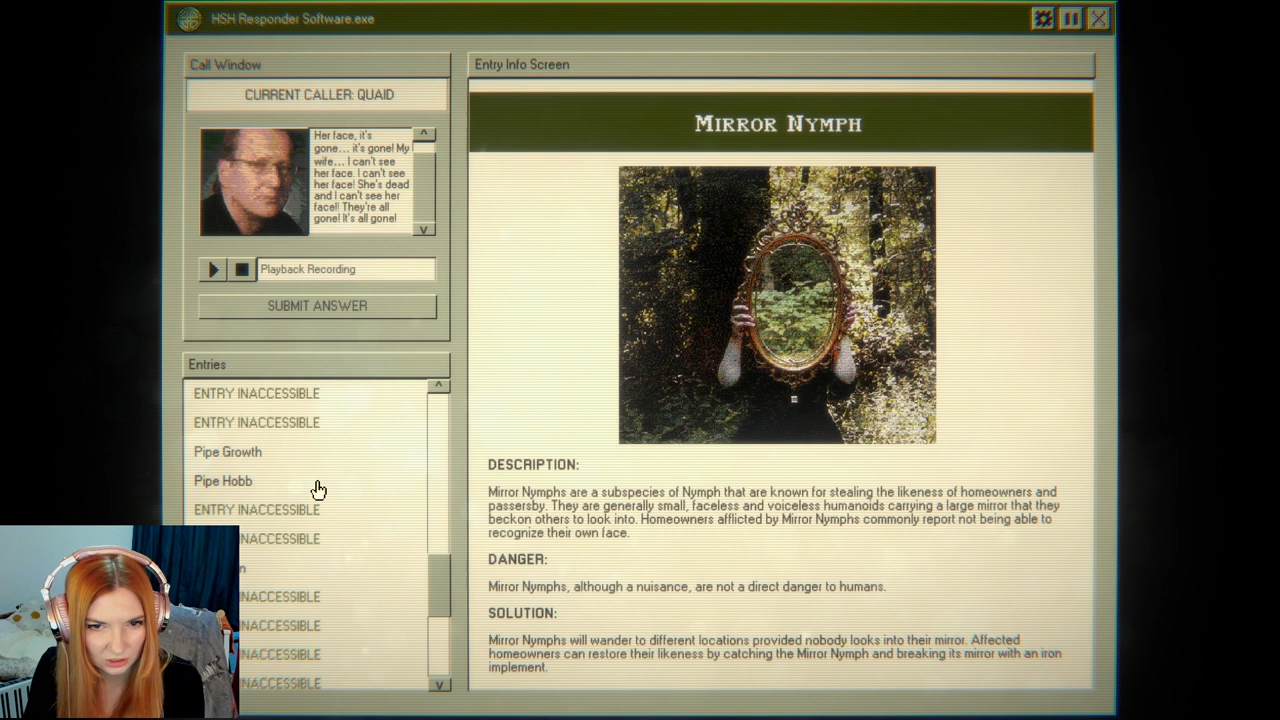 HSH Responder Software.exe
Call Window
CURRENT CALLER: QUAID
Her face, it's
gone... it's gone! My
wife... I can't see
her face. I can't see
her face! She's dead
and I can't see her
face!! They're all
gone! It's all gone!
Playback Recording
SUBMIT ANSWER
Entries
ENTRY INACCESSIBLE
ENTRY INACCESSIBLE
Pipe Growth
Pipe Hobb
ENTRY INACCESSIBLE
INACCESSIBLE
INACCESSIBLE
INACCESSIBLE
INACCESSIBLE
INACCESSIBLE
Entry Info Screen
Mirror Nymph
DESCRIPTION:
Mirror Nymphs are a subspecies of Nymph that are known for stealing the likeness of homeowners and
passersby. They are generally small, faceless and voiceless humanoids carrying a large mirror that they
beckon others to look into. Homeowners afflicted by Mirror Nymphs commonly report not being able to
recognize their own face.
DANGER:
Mirror Nymphs, although a nuisance, are not a direct danger to humans.
SOLUTION:
Mirror Nymphs will wander to different locations provided nobody looks into their mirror. Affected
homeowners can restore their likeness by catching the Mirror Nymph and breaking its mirror with an iron
implement.